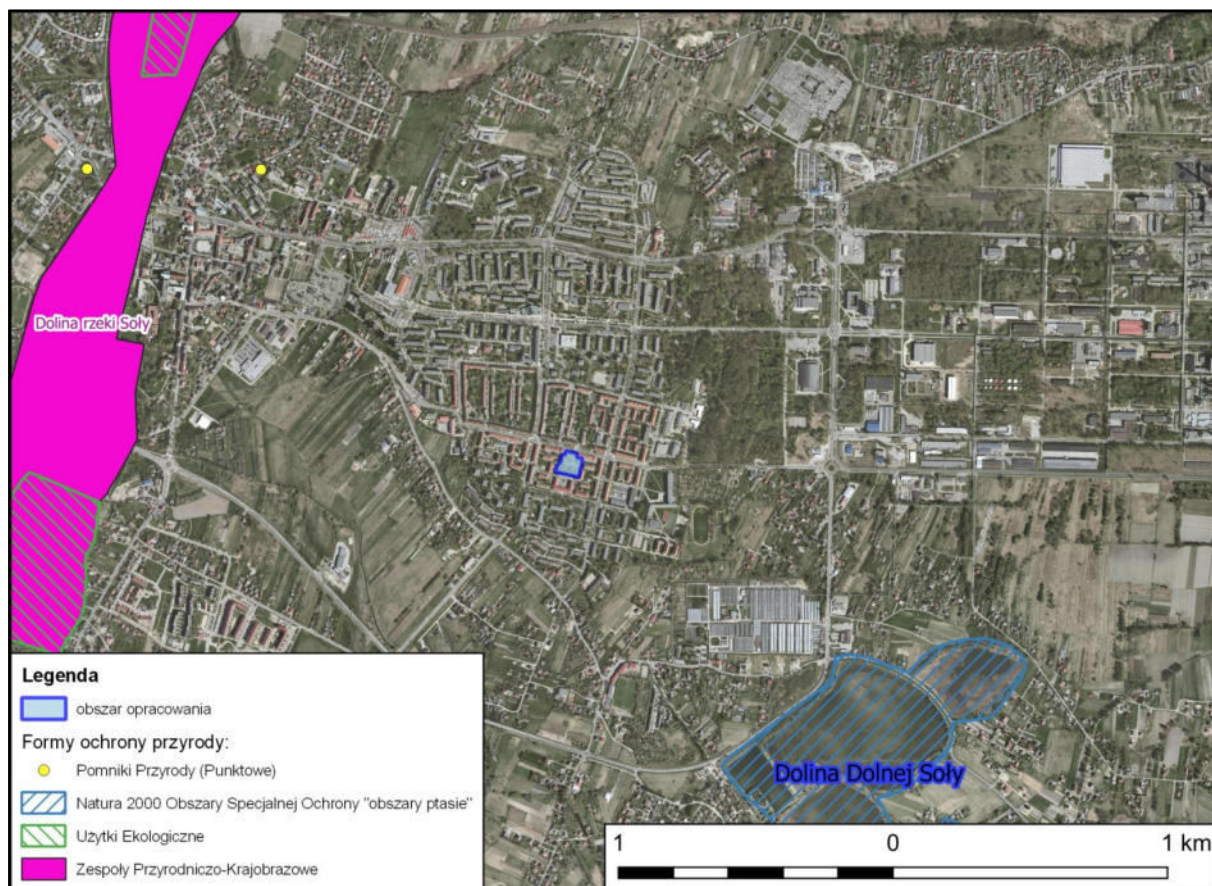 Dolina rzeki Soły
Dolina Dolnej Soły
Legenda
obszar opracowania
Formy ochrony przyrody:
Pomniki Przyrody (Punktowe)
Natura 2000 Obszary Specjalnej Ochrony "obszary ptasie"
Użytki Ekologiczne
Zespoły Przyrodniczo-Krajobrazowe
1 0 1 km